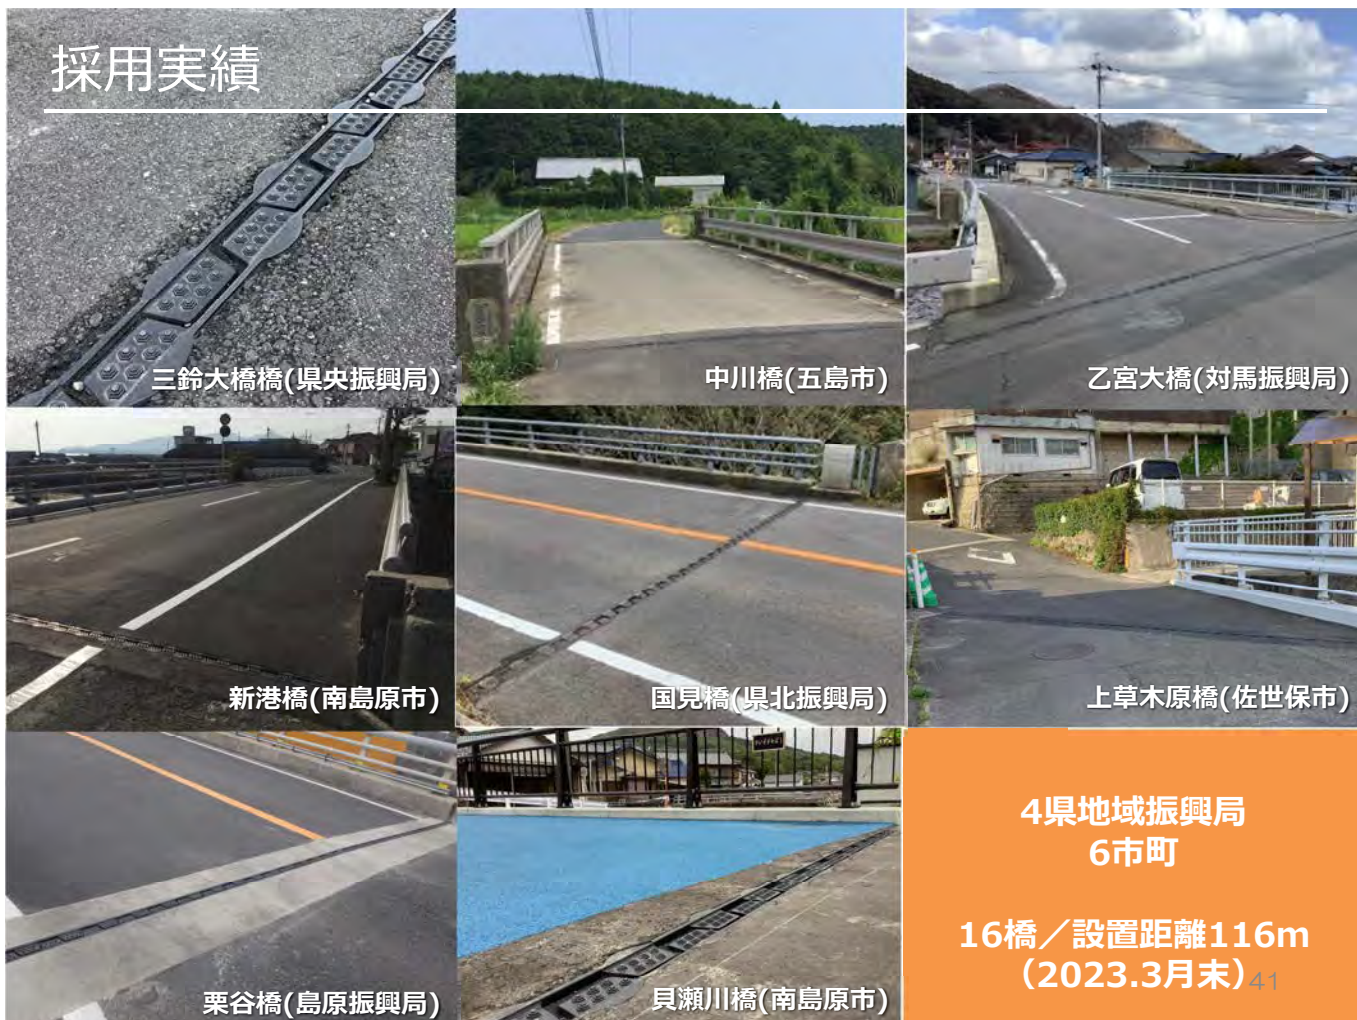 採用実績
三鈴大橋橋(県央振興局)
中川橋(五島市)
乙宮大橋(対馬振興局)
新港橋(南島原市)
国見橋(県北振興局)
上草木原橋(佐世保市)
栗谷橋(島原振興局)
貝瀬川橋(南島原市)
4県地域振興局
6市町
16橋／設置距離116m
（2023.3月末）
41